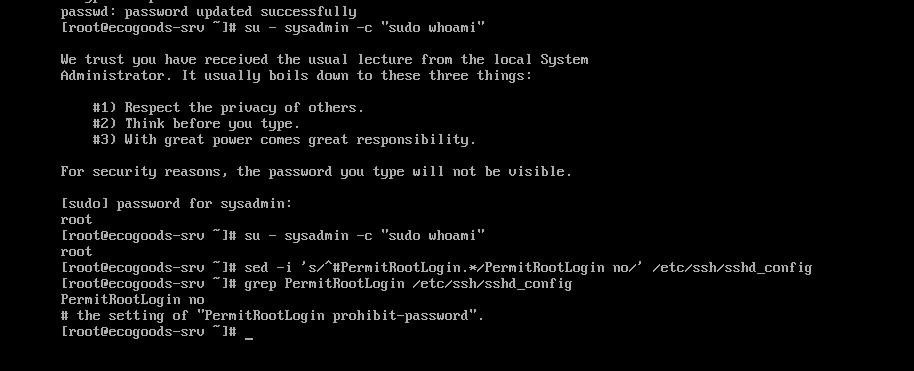 passwd: password updated successfully
[root@ecogoods-srv ~]# su - sysadmin -c "sudo whoami"
We trust you have received the usual lecture from the local System
Administrator. It usually boils down to these three things:
#1) Respect the privacy of others.
#2) Think before you type.
#3) With great power comes great responsibility.
For security reasons, the password you type will not be visible.
[sudo] password for sysadmin:
root
[root@ecogoods-srv ~]# su - sysadmin -c "sudo whoami"
root
[root@ecogoods-srv ~]# sed -i 's/^#PermitRootLogin.*/PermitRootLogin no/' /etc/ssh/sshd_config
[root@ecogoods-srv ~]# grep PermitRootLogin /etc/ssh/sshd_config
PermitRootLogin no
# the setting of "PermitRootLogin prohibit-password".
[root@ecogoods-srv ~]# _